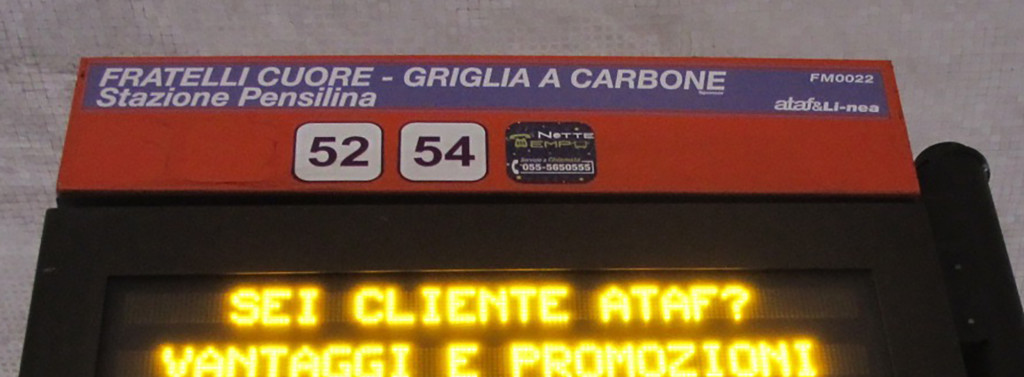 FRATELLI CUORE - GRIGLIA A CARBONE
FM0022
Stazione Pensilina
ataf&Li-nea
52
54
NOTTE
TEMPO
055-5650555
SEI CLIENTE ATAF?
VANTAGGI E PROMOZIONI